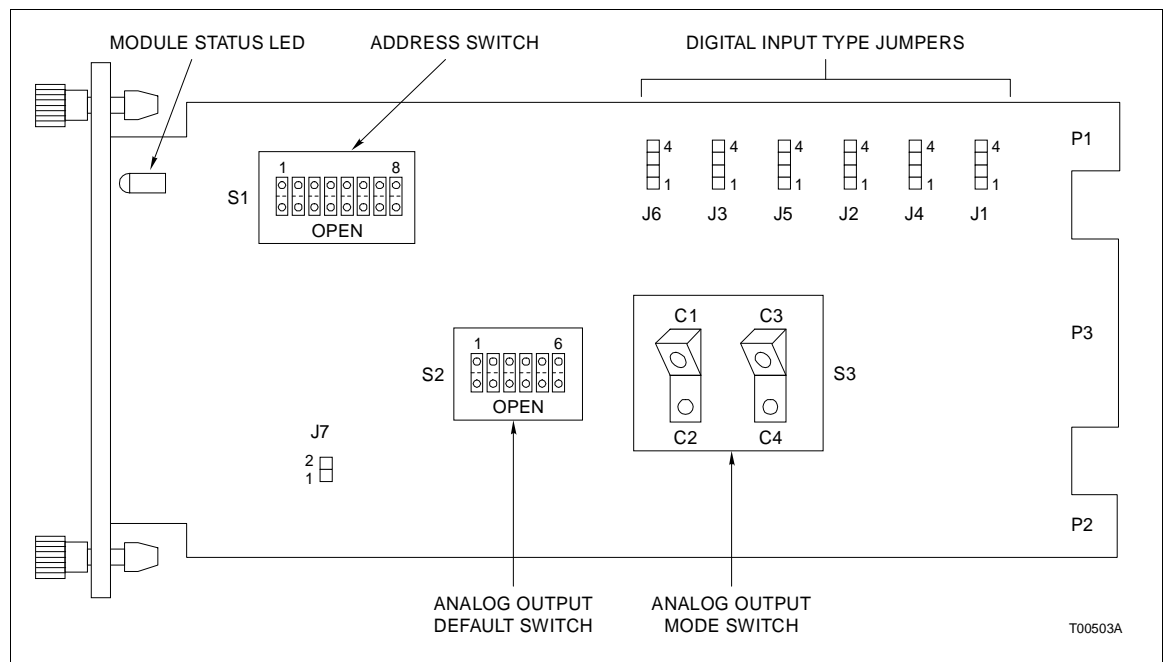 MODULE STATUS LED
ADDRESS SWITCH
DIGITAL INPUT TYPE JUMPERS
P1
1 8
S1
OPEN
4 4 4 4 4 4
1 1 1 1 1 1
J6 J3 J5 J2 J4 J1
P3
1 6
S2
OPEN
C1 C3
S3
C2 C4
J7
2
1
P2
ANALOG OUTPUT
DEFAULT SWITCH
ANALOG OUTPUT
MODE SWITCH
T00503A